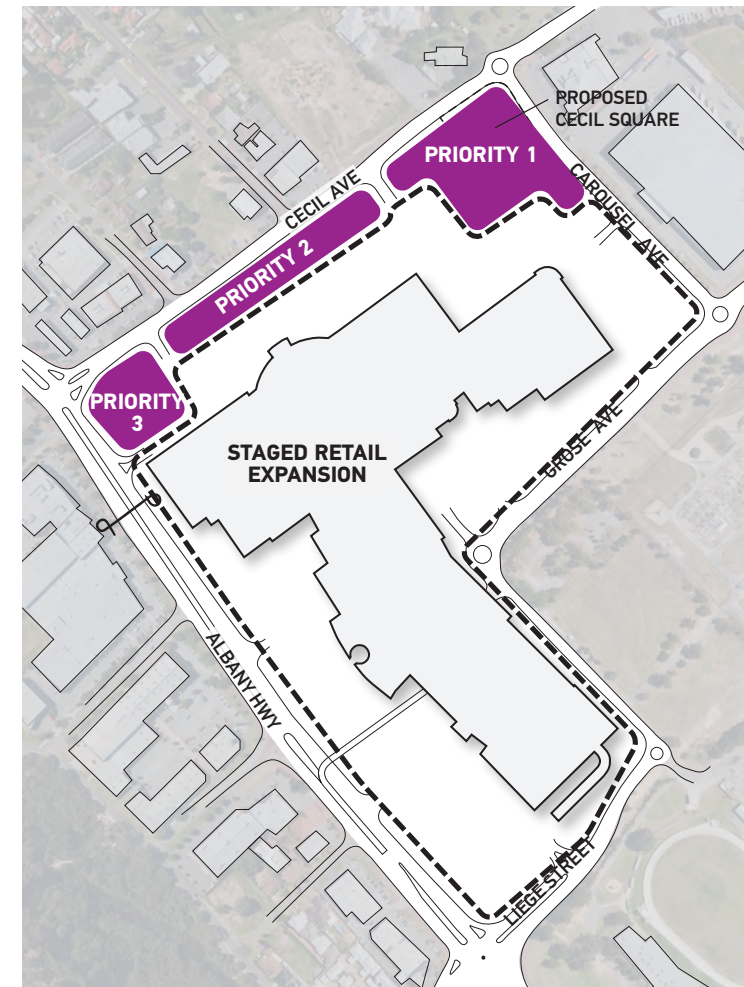 PROPOSED
CECIL SQUARE
PRIORITY 1
CAROUSEL AVE
CECIL AVE
PRIORITY 2
PRIORITY
3
STAGED RETAIL
EXPANSION
GROSE AVE
ALBANY HWY
LIEGE STREET